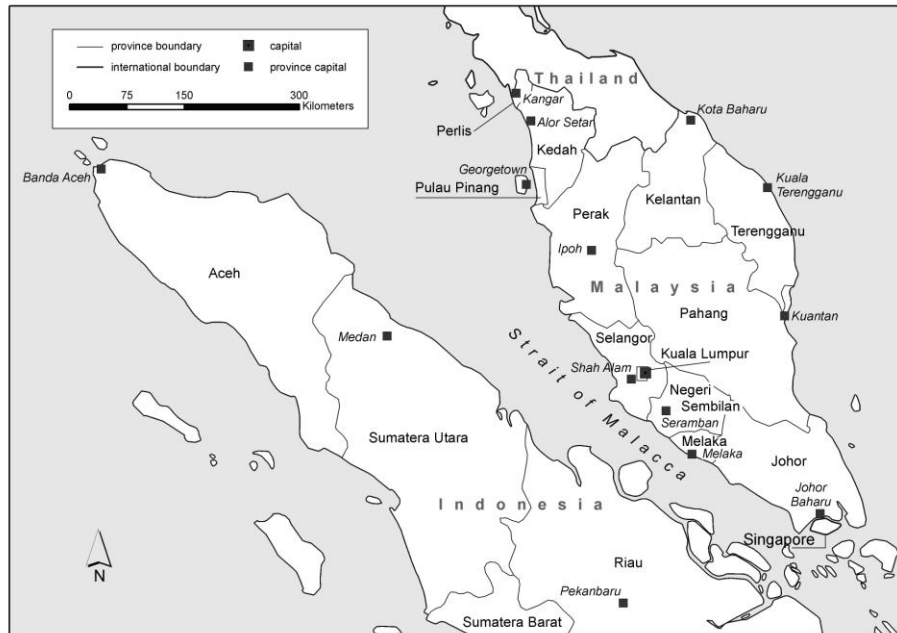 province boundary
capital
international boundary
province capital
0 75 150 300
Kilometers
Thailand
Kangar
Perlis
Alor Setar
Kota Baharu
Kedah
Banda Aceh
Georgetown
Pulau Pinang
Kuala
Terengganu
Kelantan
Perak
Terengganu
Ipoh
Aceh
Malaysia
Pahang
Kuantan
Medan
Selangor
Kuala Lumpur
Shah Alam
Strait of Malacca
Negeri
Sembilan
Seramban
Sumatera Utara
Melaka
Melaka
Johor
Johor
Baharu
Indonesia
Singapore
Riau
N
Pekanbaru
Sumatera Barat